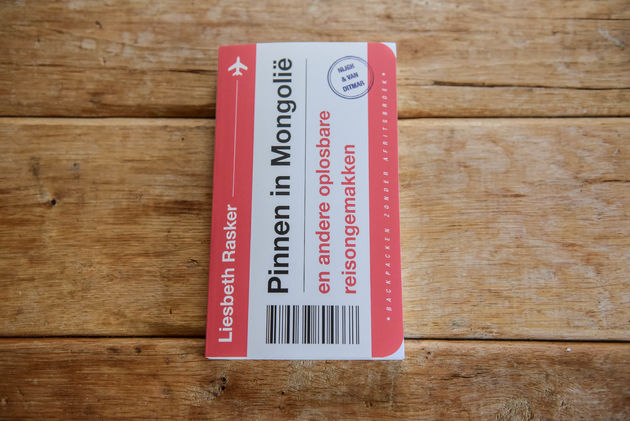 Liesbeth Rasker
Pinnen in Mongolië
en andere oplosbare
reisongemakken
NIJGH
& VAN
DITMAR
*BACKPACKEN ZONDER AFRITSBROEK*